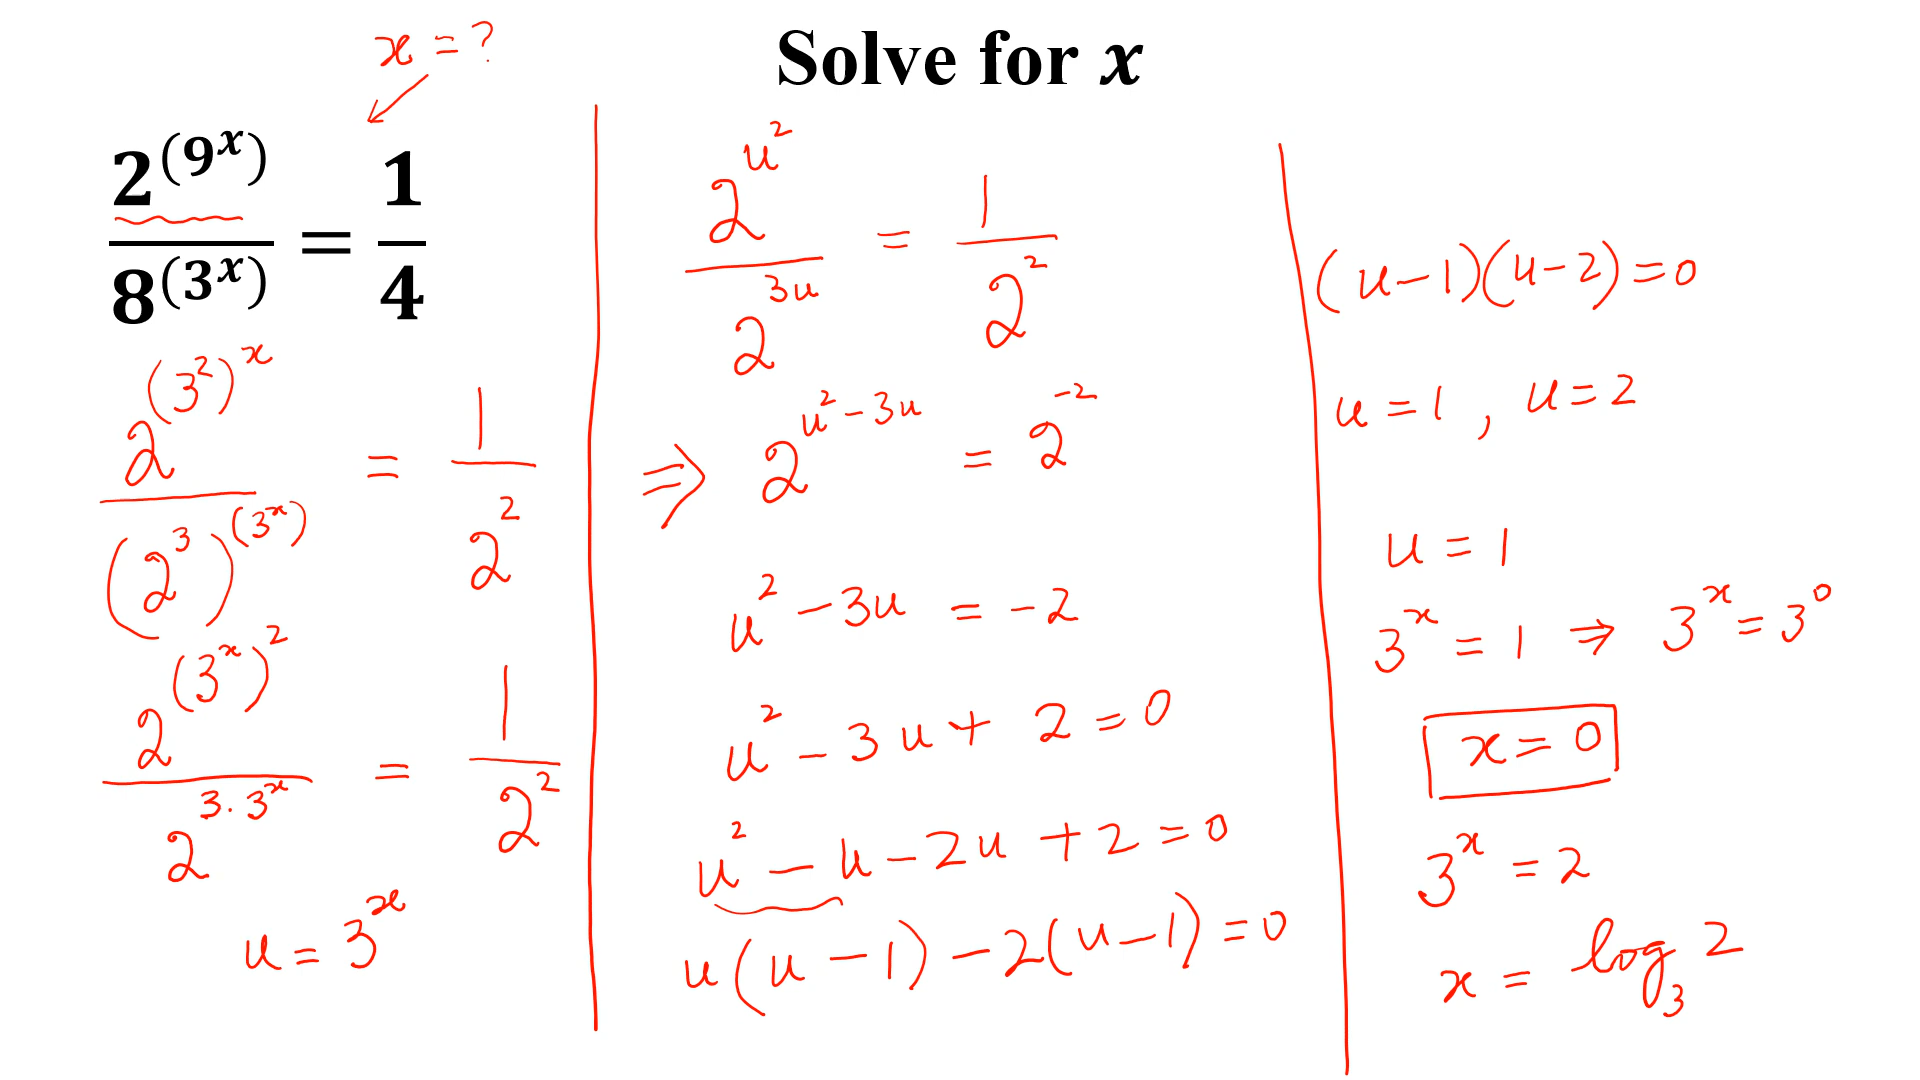 Solve for x
x = ?
2^(9^x) / 8^(3^x) = 1/4
2^(3^2)^x / (2^3)^(3^x) = 1 / 2^2
2^(3^x)^2 / 2^(3·3^x) = 1 / 2^2
u = 3^x
2^(u^2) / 2^(3u) = 1 / 2^2
⇒ 2^(u^2 - 3u) = 2^(-2)
u^2 - 3u = -2
u^2 - 3u + 2 = 0
u^2 - u - 2u + 2 = 0
u(u - 1) - 2(u - 1) = 0
(u - 1)(u - 2) = 0
u = 1 , u = 2
u = 1
3^x = 1 ⇒ 3^x = 3^0
x = 0
3^x = 2
x = log_3 2